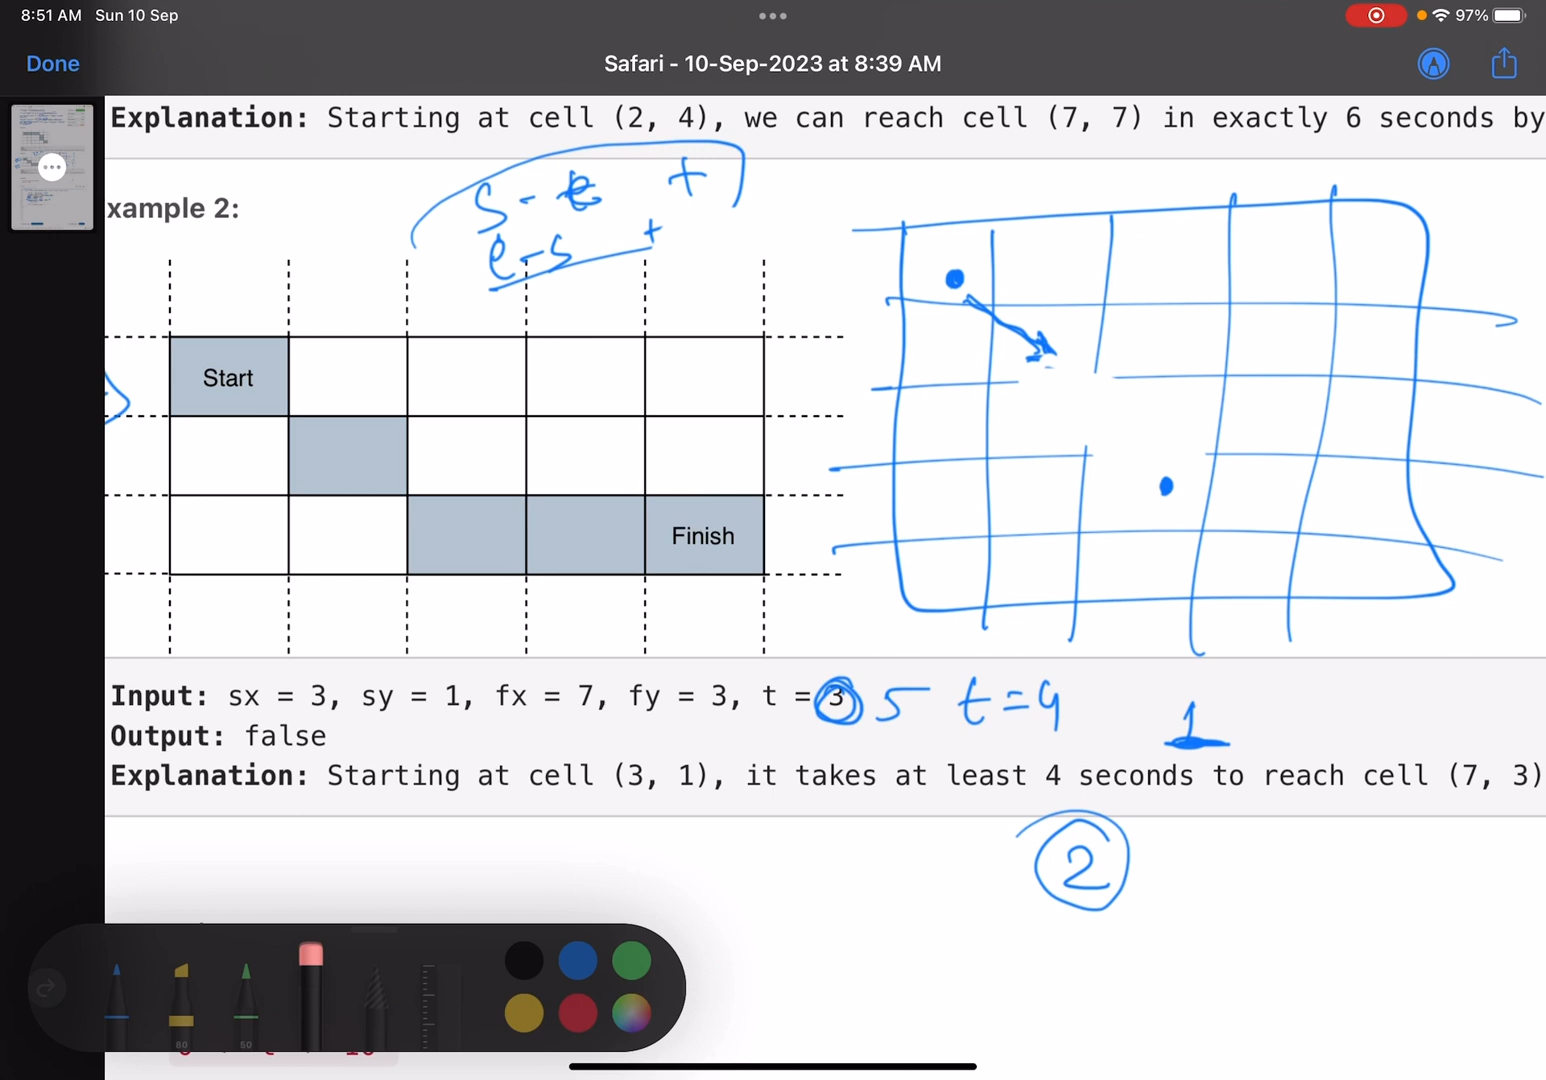 8:51 AM Sun 10 Sep
97%
Done
Safari - 10-Sep-2023 at 8:39 AM
Explanation: Starting at cell (2, 4), we can reach cell (7, 7) in exactly 6 seconds by
xample 2:
s - e +
e - s +
Start
Finish
Input: sx = 3, sy = 1, fx = 7, fy = 3, t = 3 5 t = 4
1
Output: false
Explanation: Starting at cell (3, 1), it takes at least 4 seconds to reach cell (7, 3)
2
80 50